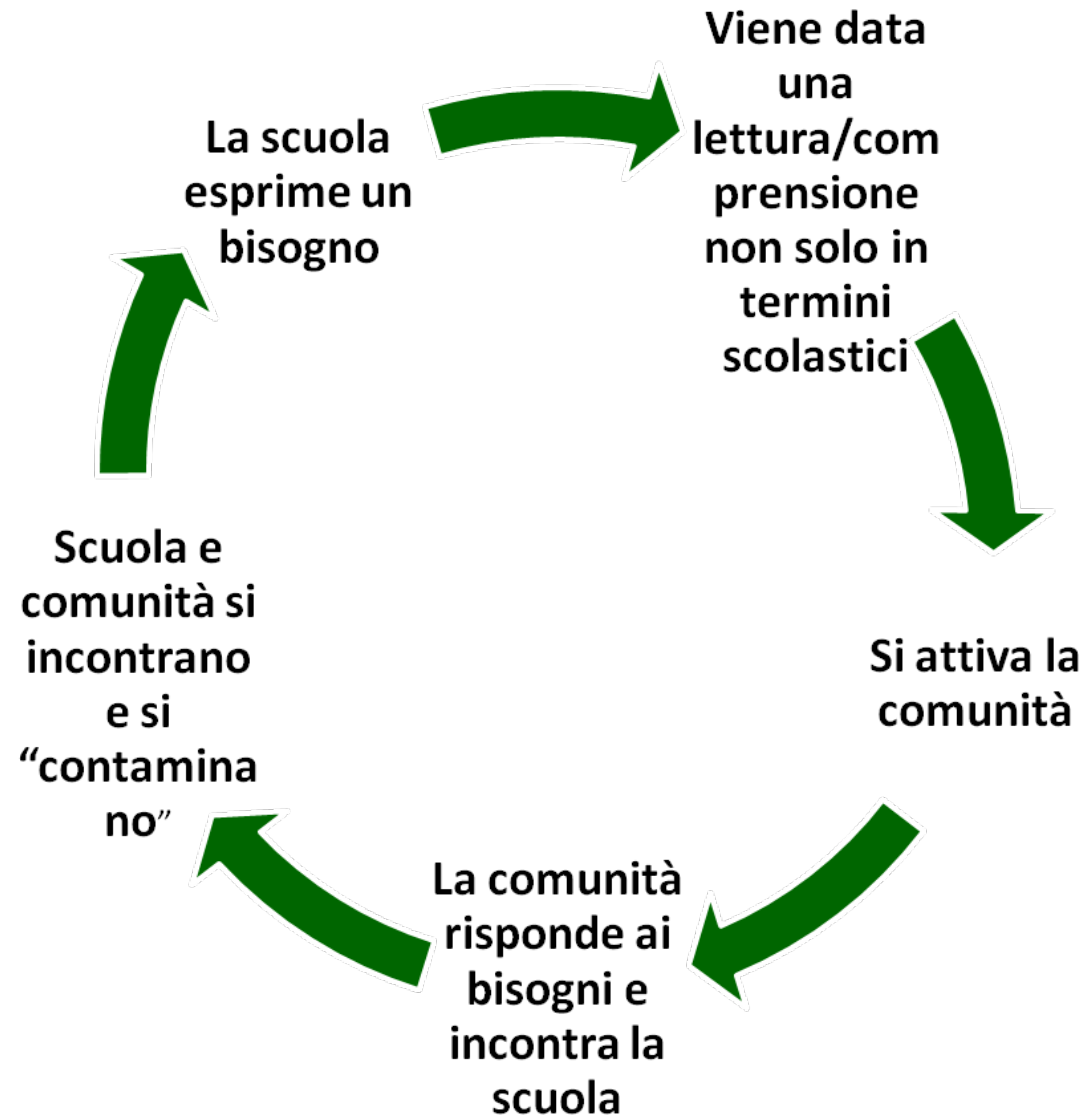 La scuola
esprime un
bisogno
Viene data
una
lettura/com
prensione
non solo in
termini
scolastici
Si attiva la
comunità
La comunità
risponde ai
bisogni e
incontra la
scuola
Scuola e
comunità si
incontrano
e si
“contamina
no”